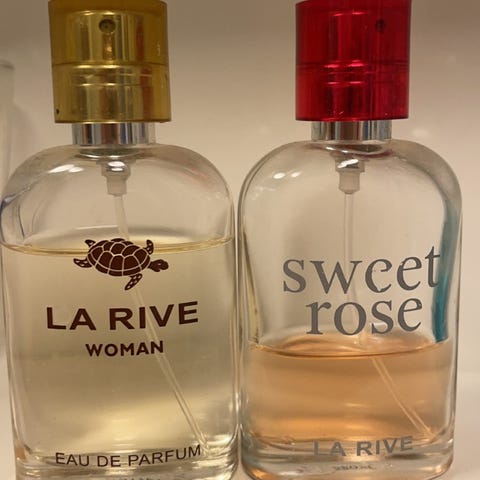 LA RIVE
WOMAN
EAU DE PARFUM
sweet
rose
LA RIVE